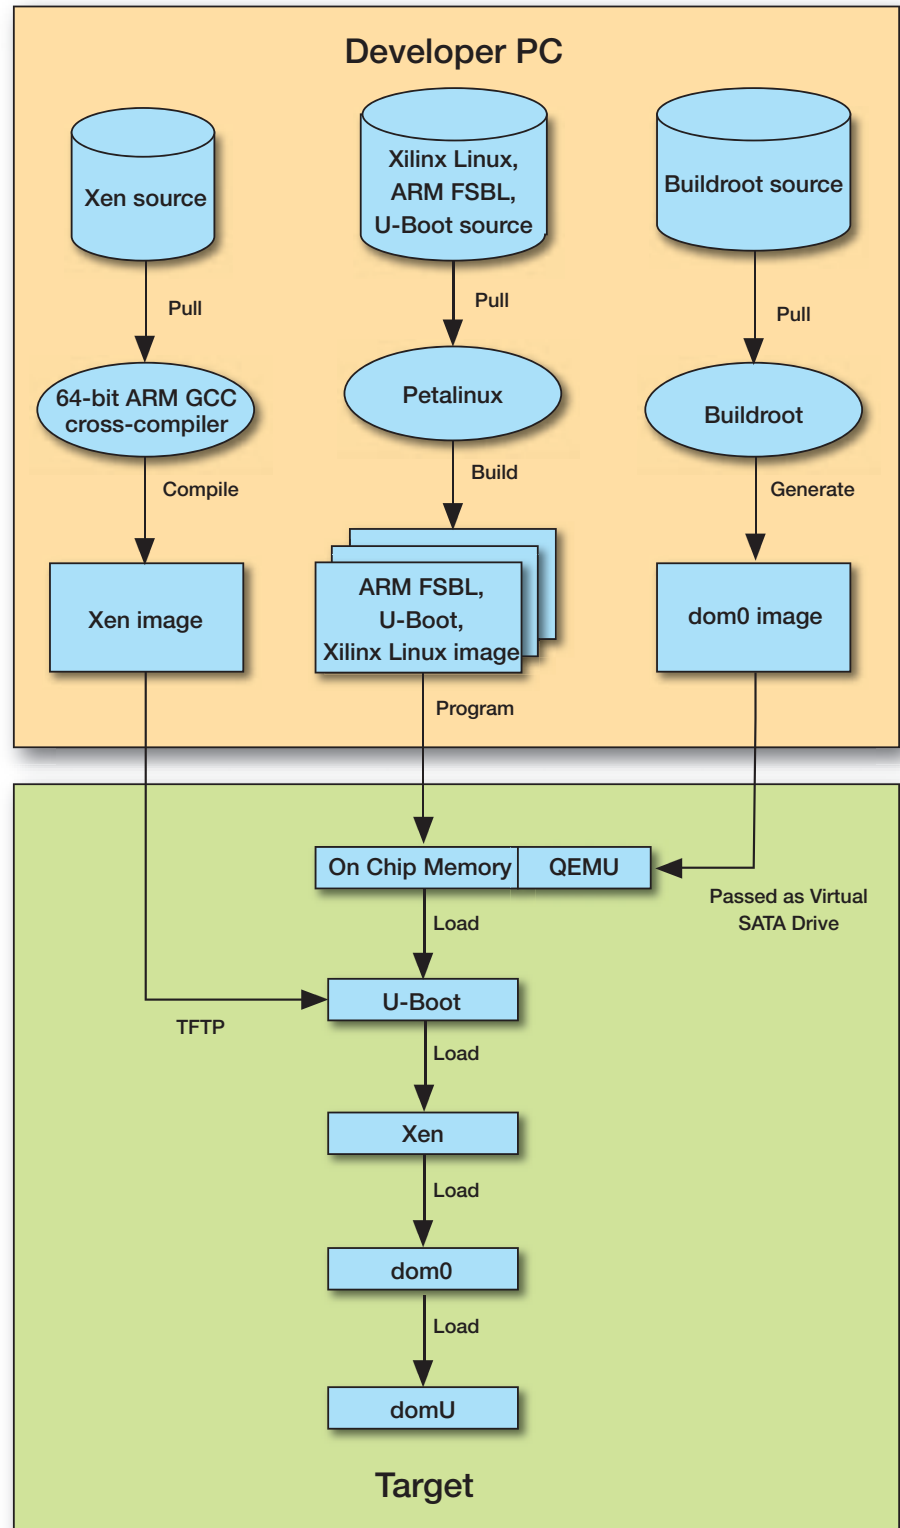 Developer PC
Xen source
Xilinx Linux,
ARM FSBL,
U-Boot source
Buildroot source
Pull
Pull
Pull
64-bit ARM GCC
cross-compiler
Petalinux
Buildroot
Compile
Build
Generate
Xen image
ARM FSBL,
U-Boot,
Xilinx Linux image
dom0 image
Program
On Chip Memory
QEMU
Passed as Virtual
SATA Drive
Load
U-Boot
TFTP
Load
Xen
Load
dom0
Load
domU
Target